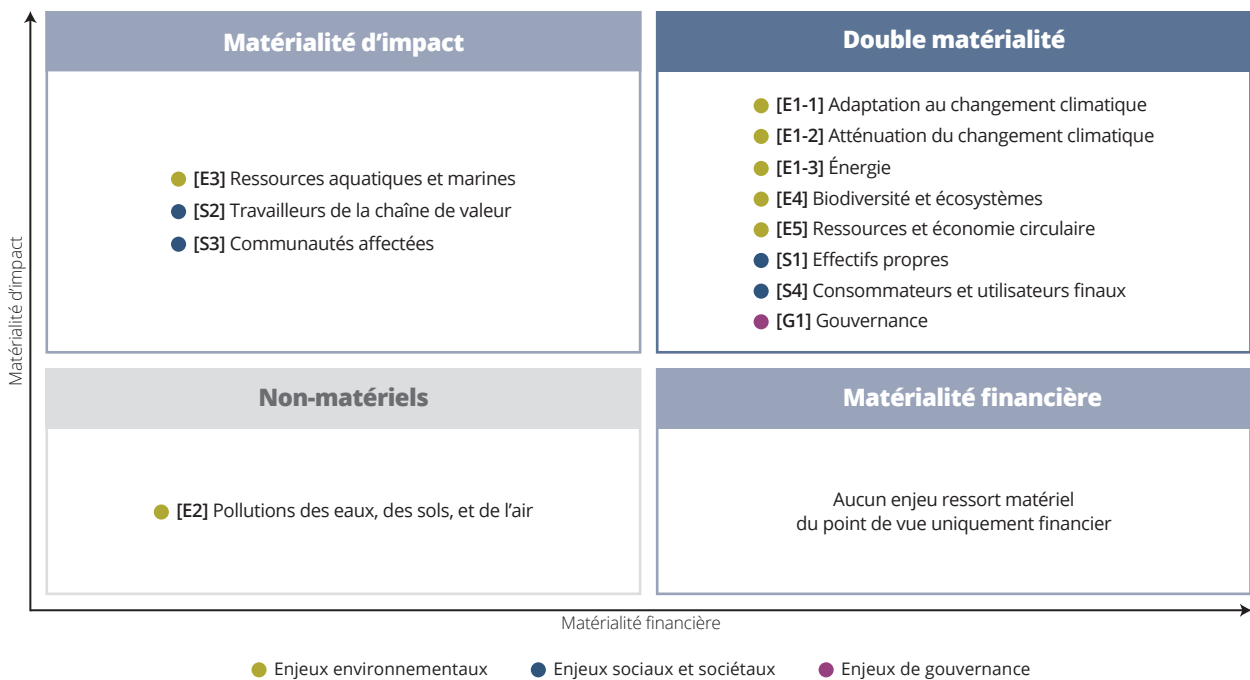 Matérialité d'impact
Matérialité d’impact
[E3] Ressources aquatiques et marines
[S2] Travailleurs de la chaîne de valeur
[S3] Communautés affectées
Double matérialité
[E1-1] Adaptation au changement climatique
[E1-2] Atténuation du changement climatique
[E1-3] Énergie
[E4] Biodiversité et écosystèmes
[E5] Ressources et économie circulaire
[S1] Effectifs propres
[S4] Consommateurs et utilisateurs finaux
[G1] Gouvernance
Non-matériels
[E2] Pollutions des eaux, des sols, et de l’air
Matérialité financière
Aucun enjeu ressort matériel
du point de vue uniquement financier
Matérialité financière
Enjeux environnementaux
Enjeux sociaux et sociétaux
Enjeux de gouvernance